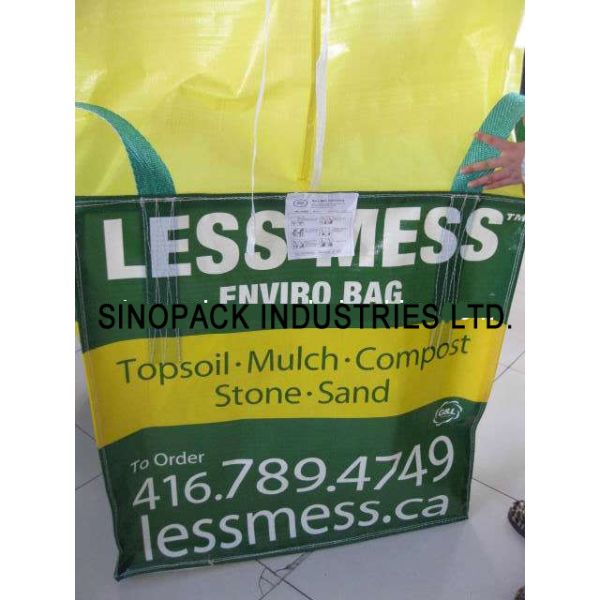 LESS MESS™
ENVIRO BAG
SINOPACK INDUSTRIES LTD.
Topsoil · Mulch · Compost
Stone · Sand
To Order
416.789.4749
lessmess.ca